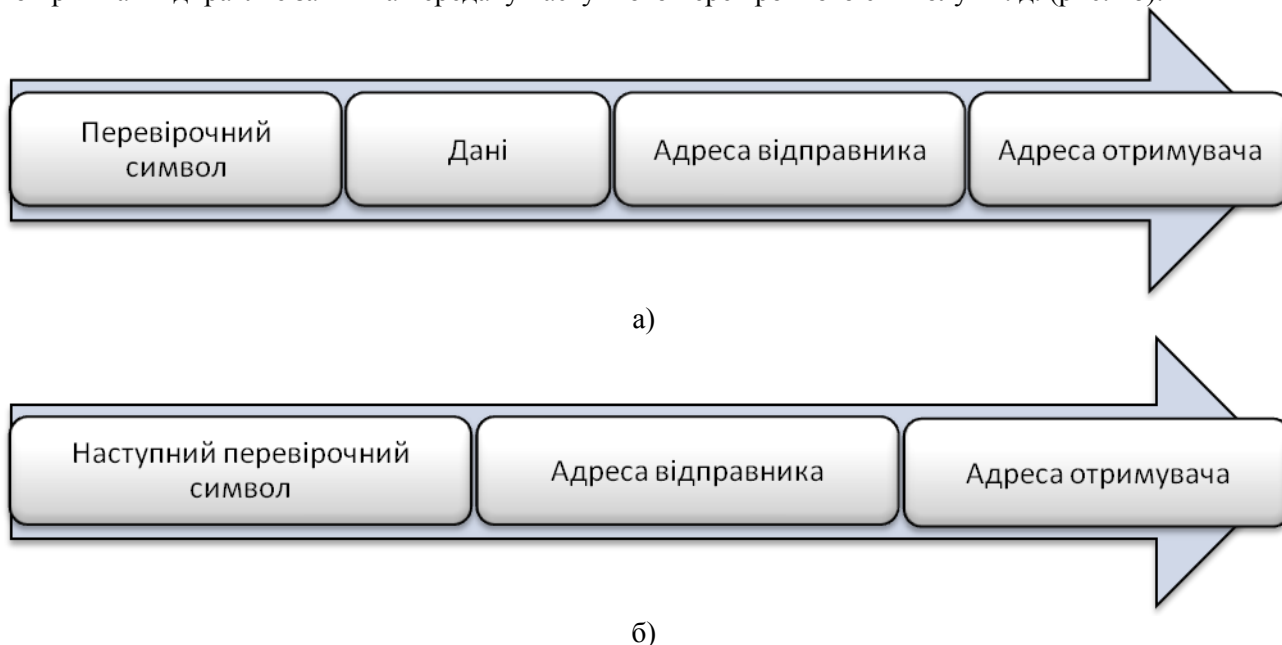 Перевірочний
символ
Дані
Адреса відправника
Адреса отримувача
а)
Наступний перевірочний
символ
Адреса відправника
Адреса отримувача
б)